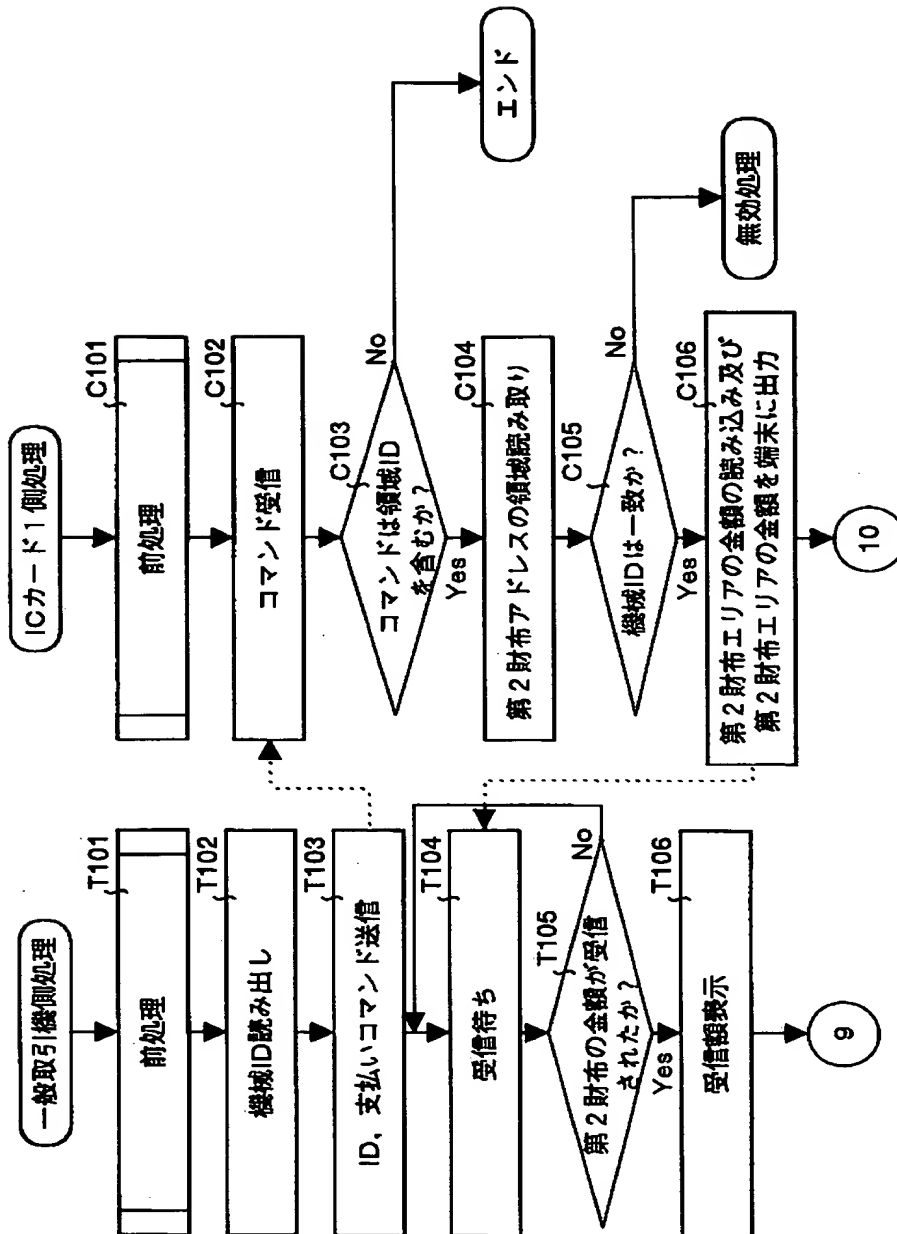 一般取引機側処理
前処理
T101
機械ID読み出し
T102
ID，支払いコマンド送信
T103
受信待ち
T104
第２財布の金額が受信
されたか？
T105
No
Yes
受信額表示
T106
9
ICカード１側処理
前処理
C101
コマンド受信
C102
コマンドは領域ID
を含むか？
C103
No
Yes
エンド
第２財布アドレスの領域読み取り
C104
機械IDは一致か？
C105
No
Yes
無効処理
第２財布エリアの金額の読み込み及び
第２財布エリアの金額を端末に出力
C106
10